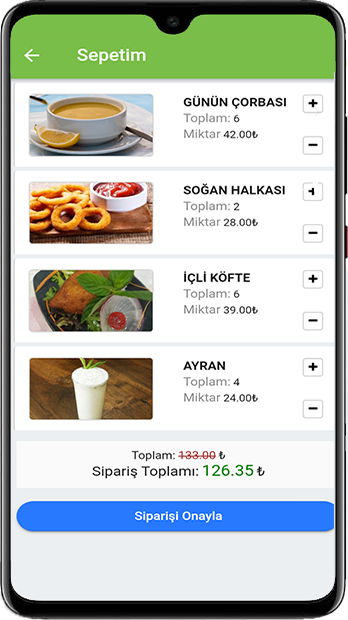 Sepetim
GÜNÜN ÇORBASI
Toplam: 6
Miktar 42.00₺
SOĞAN HALKASI
Toplam: 2
Miktar 28.00₺
İÇLİ KÖFTE
Toplam: 6
Miktar 39.00₺
AYRAN
Toplam: 4
Miktar 24.00₺
Toplam: 133.00 ₺
Sipariş Toplamı: 126.35 ₺
Siparişi Onayla